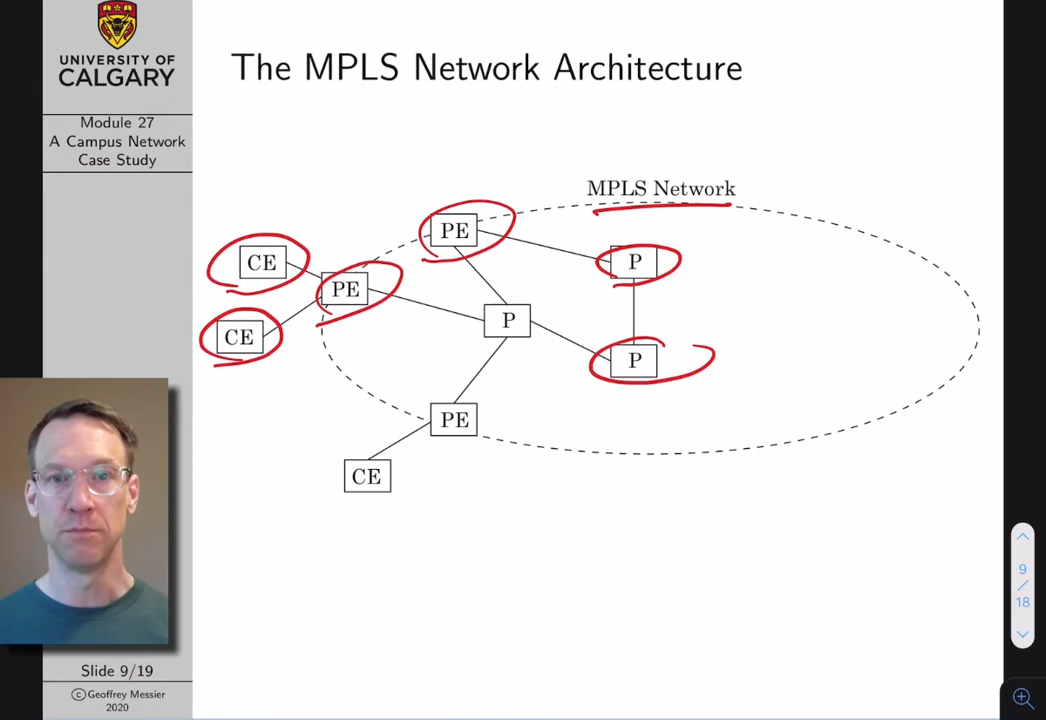 UNIVERSITY OF
CALGARY
Module 27
A Campus Network
Case Study
The MPLS Network Architecture
MPLS Network
PE
CE
P
PE
CE
P
P
PE
CE
9
/
18
Slide 9/19
©Geoffrey Messier
2020